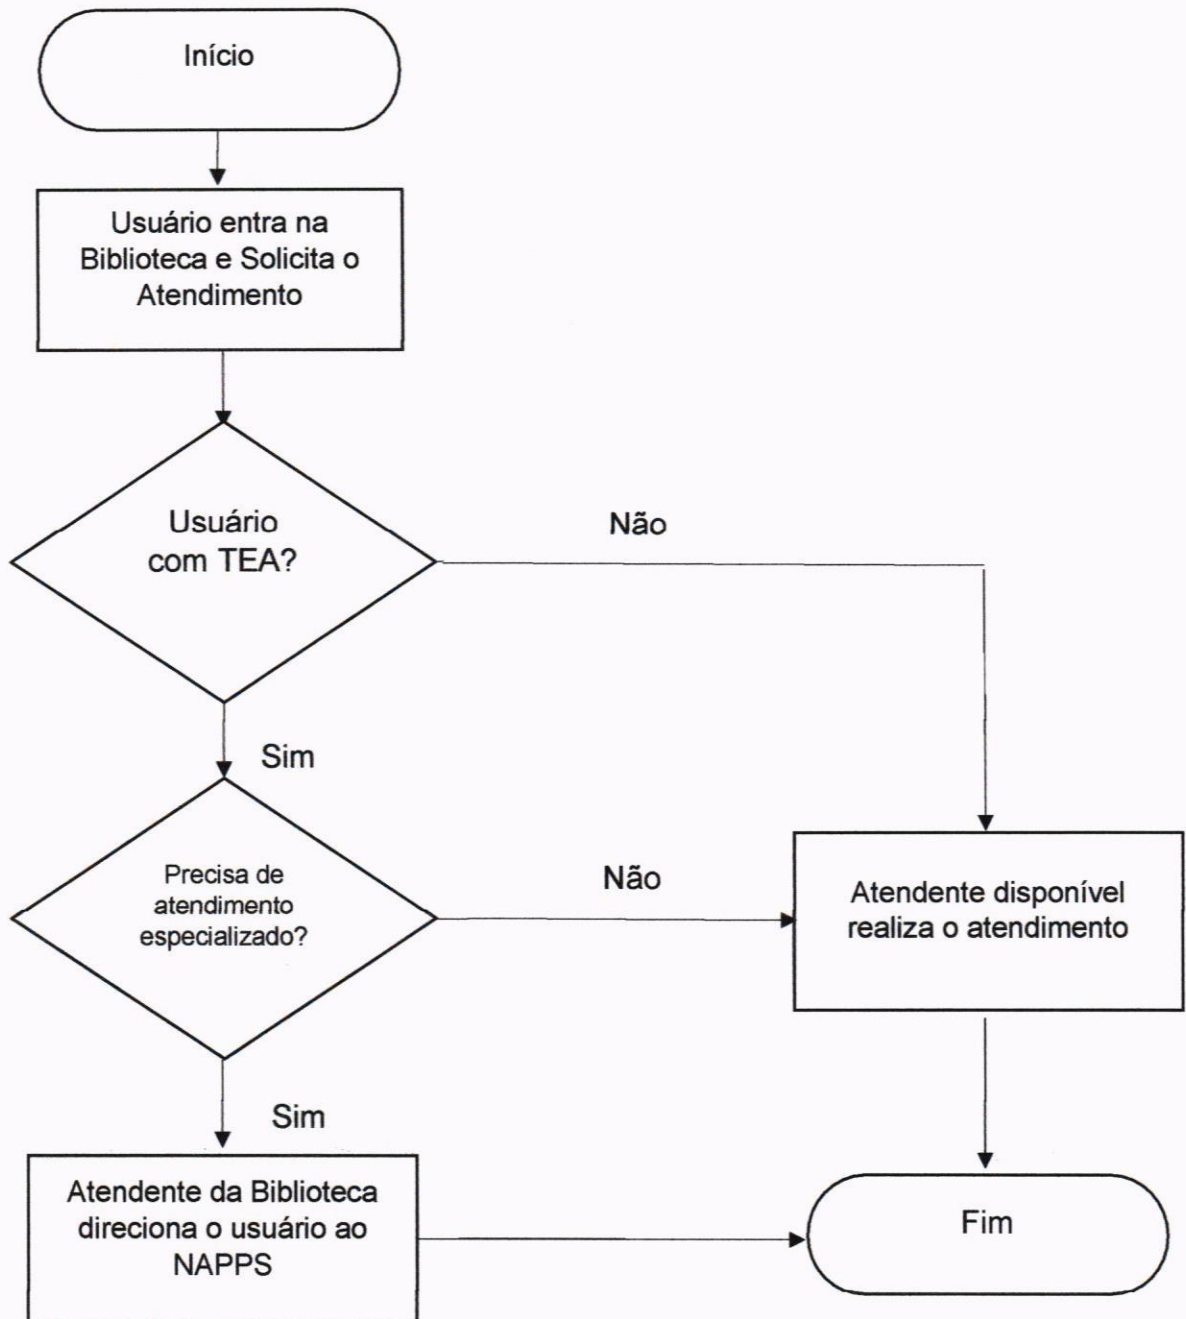 Início
Usuário entra na
Biblioteca e Solicita o
Atendimento
Usuário
com TEA?
Não
Sim
Precisa de
atendimento
especializado?
Não
Atendente disponível
realiza o atendimento
Sim
Atendente da Biblioteca
direciona o usuário ao
NAPPS
Fim